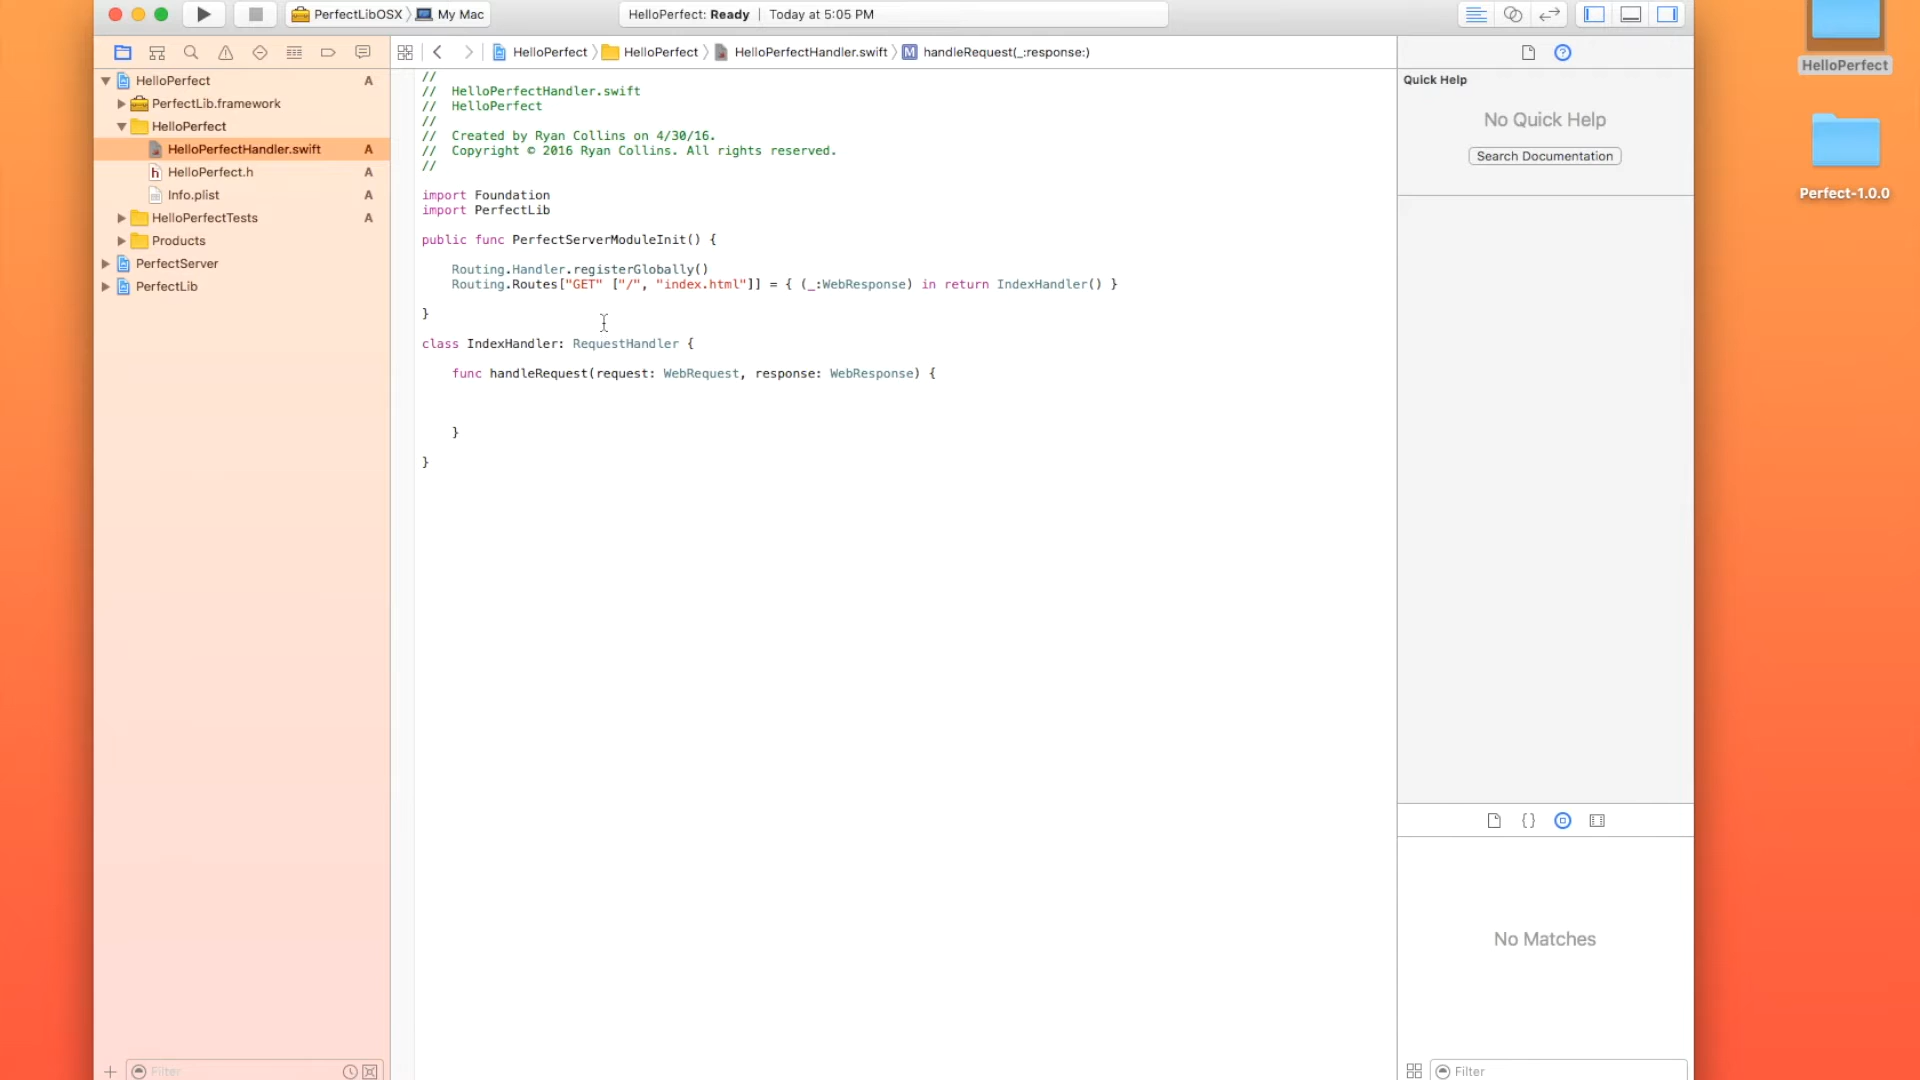 PerfectLibOSX
My Mac
HelloPerfect: Ready | Today at 5:05 PM
HelloPerfect
HelloPerfect
HelloPerfectHandler.swift
M
handleRequest(_:response:)
HelloPerfect A
PerfectLib.framework
HelloPerfect
HelloPerfectHandler.swift A
h HelloPerfect.h A
Info.plist A
HelloPerfectTests A
Products
PerfectServer
PerfectLib
Filter
//
// HelloPerfectHandler.swift
// HelloPerfect
//
// Created by Ryan Collins on 4/30/16.
// Copyright © 2016 Ryan Collins. All rights reserved.
//
import Foundation
import PerfectLib
public func PerfectServerModuleInit() {
Routing.Handler.registerGlobally()
Routing.Routes["GET" ["/", "index.html"]] = { (_:WebResponse) in return IndexHandler() }
}
class IndexHandler: RequestHandler {
func handleRequest(request: WebRequest, response: WebResponse) {
}
}
Quick Help
No Quick Help
Search Documentation
{}
No Matches
Filter
HelloPerfect
Perfect-1.0.0